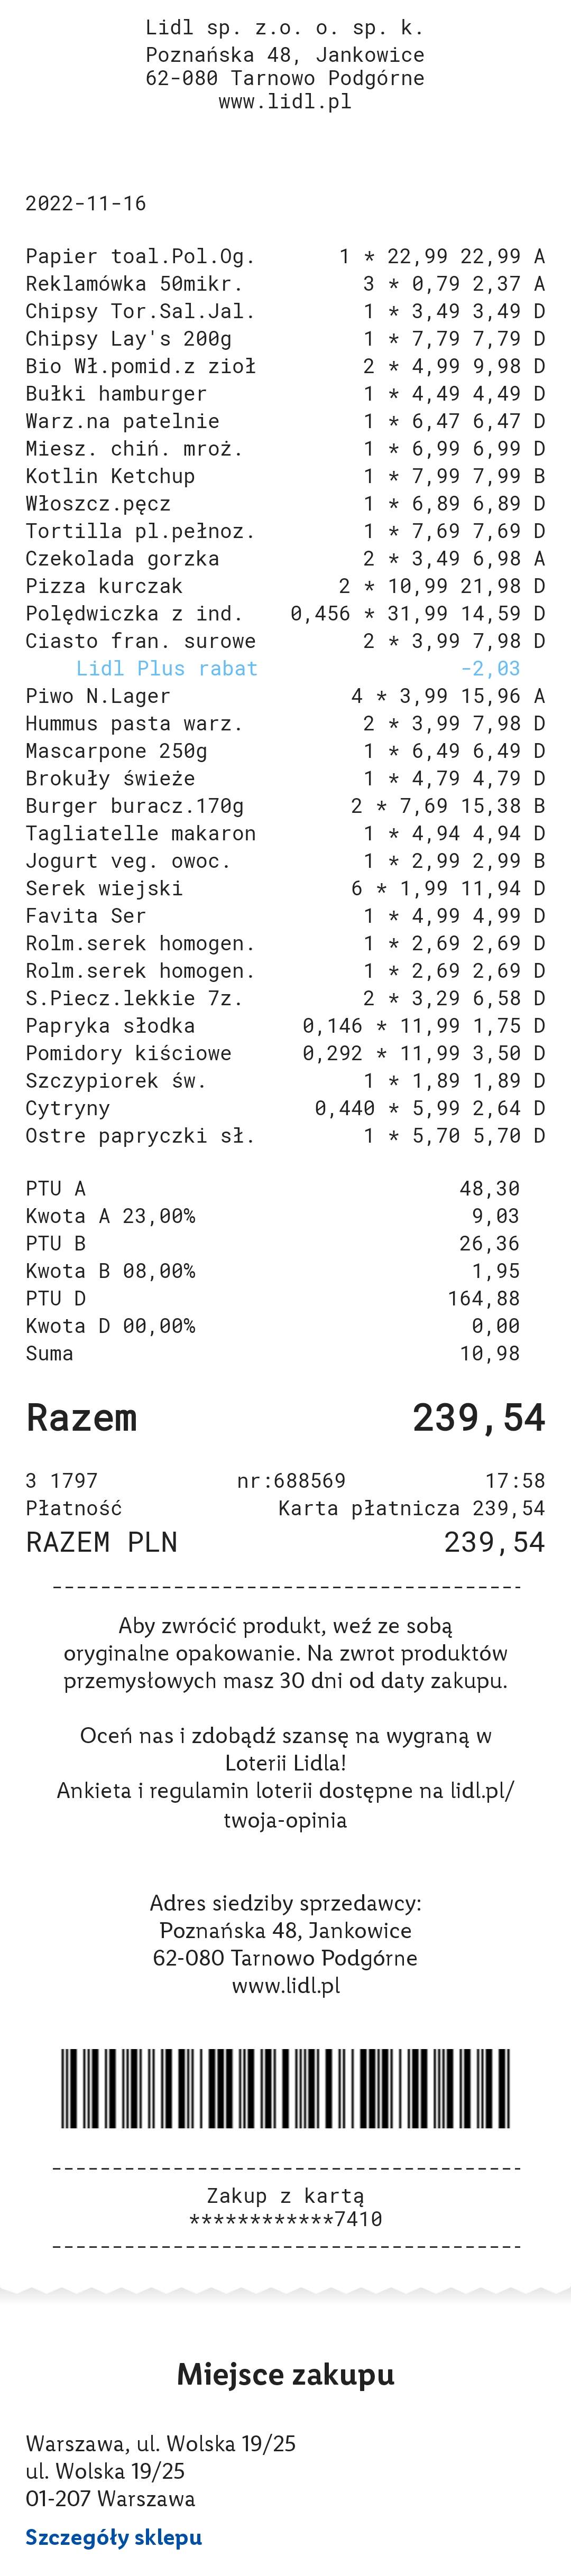 Lidl sp. z.o. o. sp. k.
Poznańska 48, Jankowice
62-080 Tarnowo Podgórne
www.lidl.pl
2022-11-16
Papier toal.Pol.Og. 1 * 22,99 22,99 A
Reklamówka 50mikr. 3 * 0,79 2,37 A
Chipsy Tor.Sal.Jal. 1 * 3,49 3,49 D
Chipsy Lay's 200g 1 * 7,79 7,79 D
Bio Wł.pomid.z zioł 2 * 4,99 9,98 D
Bułki hamburger 1 * 4,49 4,49 D
Warz.na patelnie 1 * 6,47 6,47 D
Miesz. chiń. mroż. 1 * 6,99 6,99 D
Kotlin Ketchup 1 * 7,99 7,99 B
Włoszcz.pęcz 1 * 6,89 6,89 D
Tortilla pl.pełnoz. 1 * 7,69 7,69 D
Czekolada gorzka 2 * 3,49 6,98 A
Pizza kurczak 2 * 10,99 21,98 D
Polędwiczka z ind. 0,456 * 31,99 14,59 D
Ciasto fran. surowe 2 * 3,99 7,98 D
Lidl Plus rabat -2,03
Piwo N.Lager 4 * 3,99 15,96 A
Hummus pasta warz. 2 * 3,99 7,98 D
Mascarpone 250g 1 * 6,49 6,49 D
Brokuły świeże 1 * 4,79 4,79 D
Burger buracz.170g 2 * 7,69 15,38 B
Tagliatelle makaron 1 * 4,94 4,94 D
Jogurt veg. owoc. 1 * 2,99 2,99 B
Serek wiejski 6 * 1,99 11,94 D
Favita Ser 1 * 4,99 4,99 D
Rolm.serek homogen. 1 * 2,69 2,69 D
Rolm.serek homogen. 1 * 2,69 2,69 D
S.Piecz.lekkie 7z. 2 * 3,29 6,58 D
Papryka słodka 0,146 * 11,99 1,75 D
Pomidory kiściowe 0,292 * 11,99 3,50 D
Szczypiorek św. 1 * 1,89 1,89 D
Cytryny 0,440 * 5,99 2,64 D
Ostre papryczki sł. 1 * 5,70 5,70 D
PTU A 48,30
Kwota A 23,00% 9,03
PTU B 26,36
Kwota B 08,00% 1,95
PTU D 164,88
Kwota D 00,00% 0,00
Suma 10,98
Razem 239,54
3 1797 nr:688569 17:58
Płatność Karta płatnicza 239,54
RAZEM PLN 239,54
Aby zwrócić produkt, weź ze sobą
oryginalne opakowanie. Na zwrot produktów
przemysłowych masz 30 dni od daty zakupu.
Oceń nas i zdobądź szansę na wygraną w
Loterii Lidla!
Ankieta i regulamin loterii dostępne na lidl.pl/
twoja-opinia
Adres siedziby sprzedawcy:
Poznańska 48, Jankowice
62-080 Tarnowo Podgórne
www.lidl.pl
Zakup z kartą
************7410
Miejsce zakupu
Warszawa, ul. Wolska 19/25
ul. Wolska 19/25
01-207 Warszawa
Szczegóły sklepu